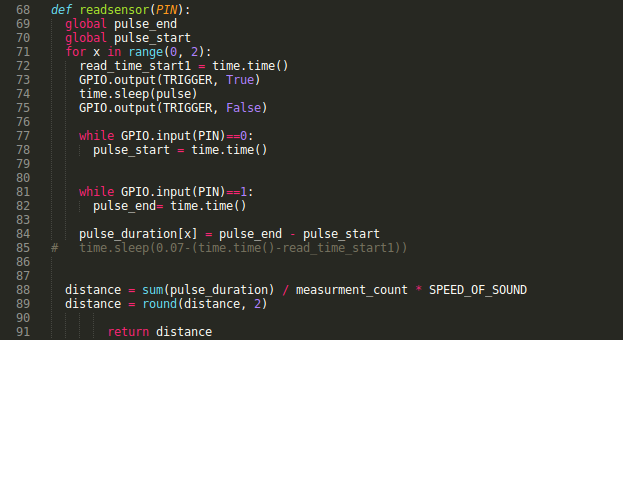 68 def readsensor(PIN):
69 global pulse_end
70 global pulse_start
71 for x in range(0, 2):
72 read_time_start1 = time.time()
73 GPIO.output(TRIGGER, True)
74 time.sleep(pulse)
75 GPIO.output(TRIGGER, False)
76
77 while GPIO.input(PIN)==0:
78 pulse_start = time.time()
79
80
81 while GPIO.input(PIN)==1:
82 pulse_end= time.time()
83
84 pulse_duration[x] = pulse_end - pulse_start
85 # time.sleep(0.07-(time.time()-read_time_start1))
86
87
88 distance = sum(pulse_duration) / measurment_count * SPEED_OF_SOUND
89 distance = round(distance, 2)
90
91 return distance